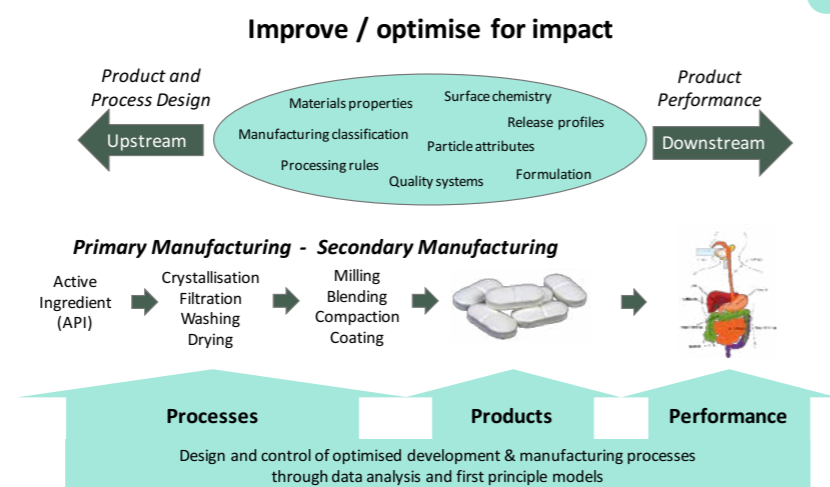 Improve / optimise for impact
Product and
Process Design
Upstream
Materials properties
Surface chemistry
Release profiles
Manufacturing classification
Particle attributes
Processing rules
Formulation
Quality systems
Product
Performance
Downstream
Primary Manufacturing - Secondary Manufacturing
Active
Ingredient
(API)
Crystallisation
Filtration
Washing
Drying
Milling
Blending
Compaction
Coating
Processes
Products
Performance
Design and control of optimised development & manufacturing processes
through data analysis and first principle models